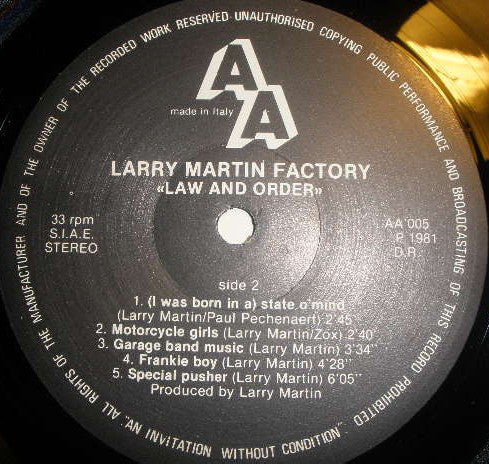 ALL RIGHTS OF THE MANUFACTURER AND OF THE OWNER OF THE RECORDED WORK RESERVED·UNAUTHORISED COPYING PUBLIC PERFORMANCE AND BROADCASTING OF THIS RECORD PROHIBITED
A
A
made in Italy
LARRY MARTIN FACTORY
«LAW AND ORDER»
33 rpm
S.I.A.E.
STEREO
AA 005
P. 1981
D.R.
side 2
1. (I was born in a) state o'mind
(Larry Martin/Paul Pechenaert) 2'45"
2. Motorcycle girls (Larry Martin/Zox) 2'40"
3. Garage band music (Larry Martin) 3'34"
4. Frankie boy (Larry Martin) 4'28"
5. Special pusher (Larry Martin) 6'05"
Produced by Larry Martin
"AN INVITATION WITHOUT CONDITION"